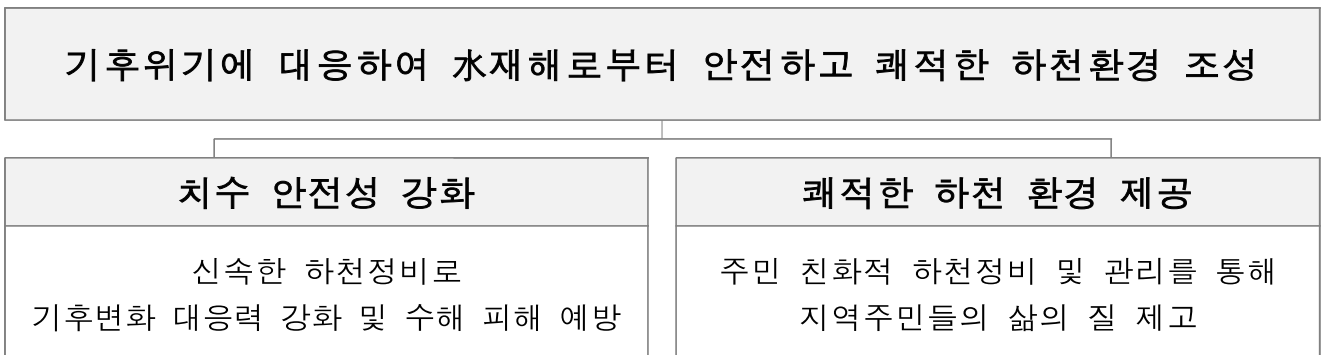 기후위기에 대응하여 水재해로부터 안전하고 쾌적한 하천환경 조성
치수 안전성 강화
신속한 하천정비로
기후변화 대응력 강화 및 수해 피해 예방
쾌적한 하천 환경 제공
주민 친화적 하천정비 및 관리를 통해
지역주민들의 삶의 질 제고